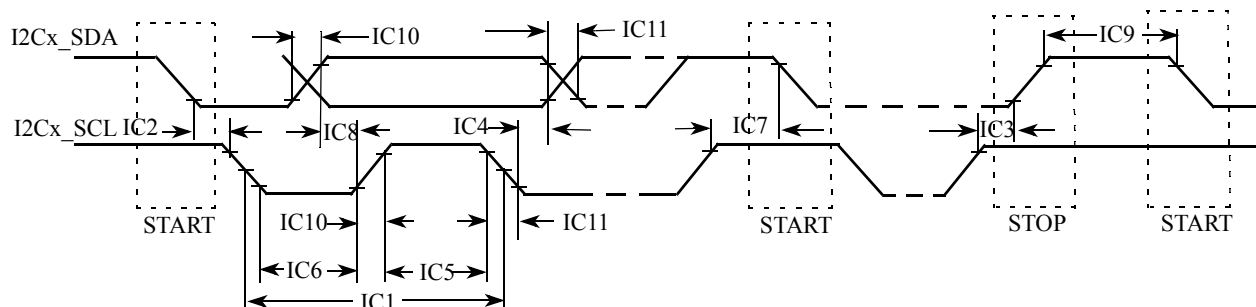 I2Cx_SDA
IC10
IC11
IC9
I2Cx_SCL
IC2
IC8
IC4
IC7
IC3
START
IC10
IC11
START
STOP
START
IC6
IC5
IC1